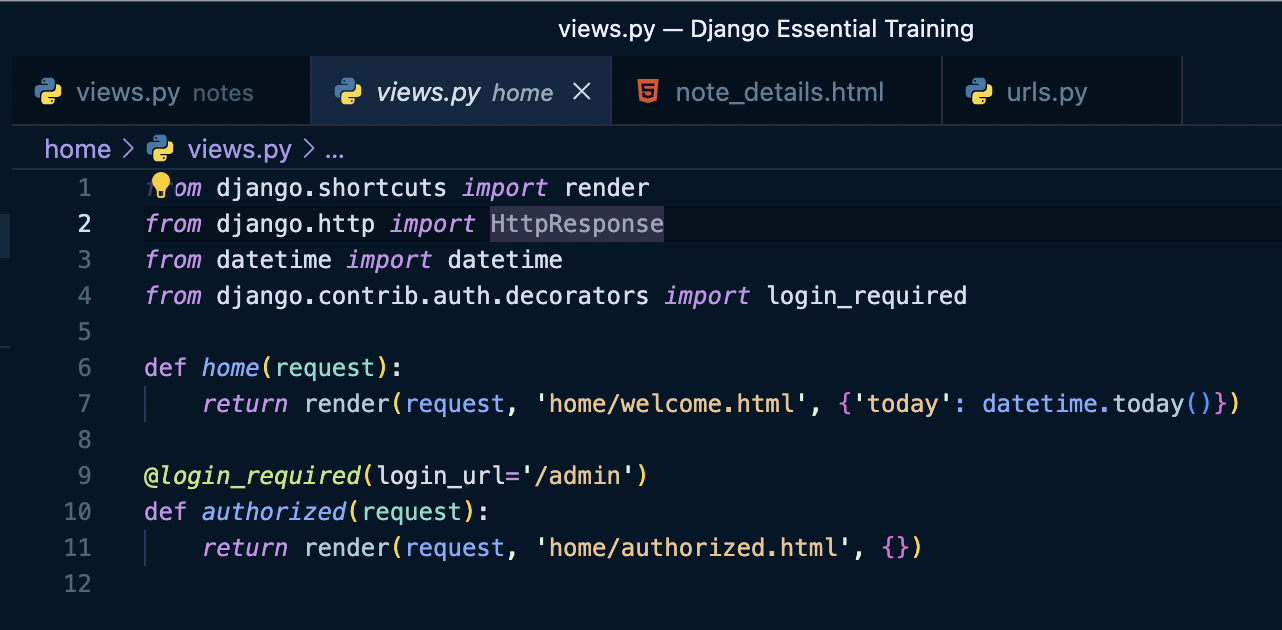 views.py — Django Essential Training
views.py notes
views.py home
note_details.html
urls.py
home > views.py > ...
1 from django.shortcuts import render
2 from django.http import HttpResponse
3 from datetime import datetime
4 from django.contrib.auth.decorators import login_required
5
6 def home(request):
7     return render(request, 'home/welcome.html', {'today': datetime.today()})
8
9 @login_required(login_url='/admin')
10 def authorized(request):
11     return render(request, 'home/authorized.html', {})
12